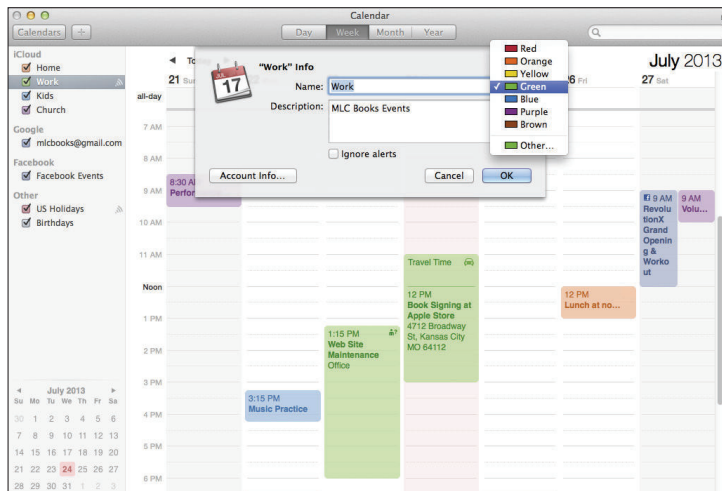 Calendar
Calendars
+
Day
Week
Month
Year
iCloud
Home
Work
Kids
Church
Google
mlcbooks@gmail.com
Facebook
Facebook Events
Other
US Holidays
Birthdays
July 2013
Su Mo Tu We Th Fr Sa
30 1 2 3 4 5 6
7 8 9 10 11 12 13
14 15 16 17 18 19 20
21 22 23 24 25 26 27
28 29 30 31 1 2 3
July 2013
21 Sun
26 Fri
27 Sat
all-day
7 AM
8 AM
9 AM
10 AM
11 AM
Noon
1 PM
2 PM
3 PM
4 PM
5 PM
6 PM
JUL
17
"Work" Info
Name:
Work
Description:
MLC Books Events
Ignore alerts
Account Info...
Cancel
OK
Red
Orange
Yellow
✓ Green
Blue
Purple
Brown
Other...
8:30 A
Perfor
3:15 PM
Music Practice
1:15 PM
Web Site
Maintenance
Office
Travel Time
12 PM
Book Signing at
Apple Store
4712 Broadway
St, Kansas City
MO 64112
12 PM
Lunch at no...
f 9 AM
Revolu
tionX
Grand
Openin
g &
Worko
ut
9 AM
Volu...